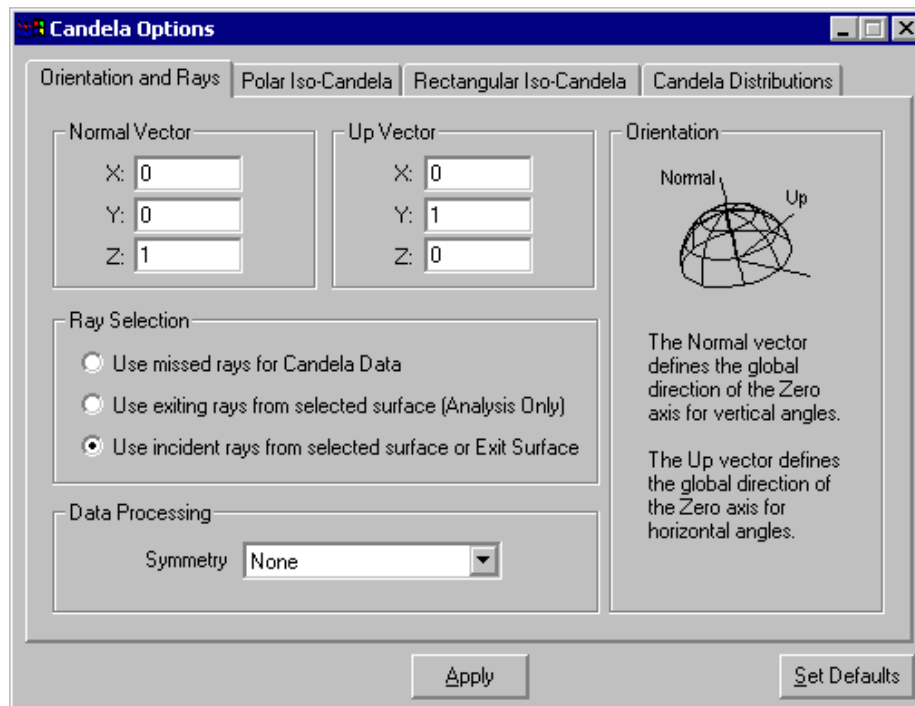 Candela Options
Orientation and Rays
Polar Iso-Candela
Rectangular Iso-Candela
Candela Distributions
Normal Vector
X: 0
Y: 0
Z: 1
Up Vector
X: 0
Y: 1
Z: 0
Orientation
Normal
Up
The Normal vector
defines the global
direction of the Zero
axis for vertical angles.
The Up vector defines
the global direction of
the Zero axis for
horizontal angles.
Ray Selection
Use missed rays for Candela Data
Use exiting rays from selected surface (Analysis Only)
Use incident rays from selected surface or Exit Surface
Data Processing
Symmetry None
Apply
Set Defaults